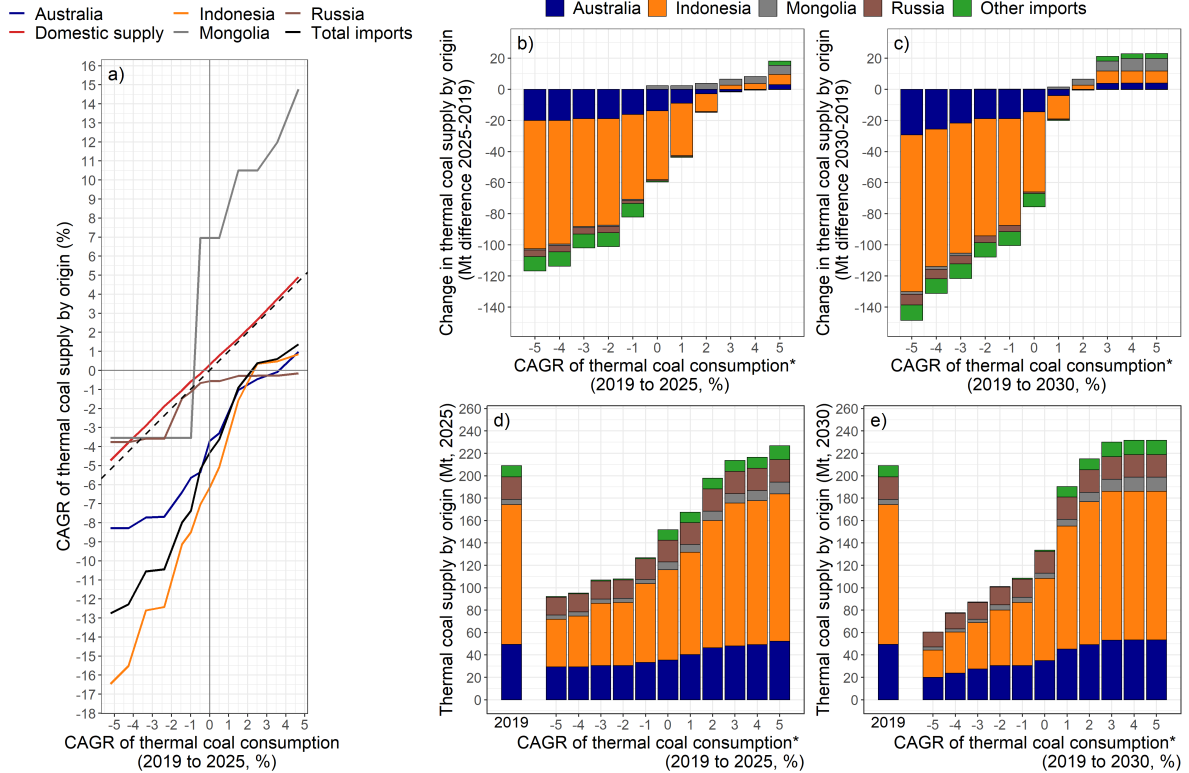 Australia
Indonesia
Russia
Domestic supply
Mongolia
Total imports
Australia
Indonesia
Mongolia
Russia
Other imports
a)
CAGR of thermal coal supply by origin (%)
16
15
14
13
12
11
10
9
8
7
6
5
4
3
2
1
0
-1
-2
-3
-4
-5
-6
-7
-8
-9
-10
-11
-12
-13
-14
-15
-16
-17
-18
-5 -4 -3 -2 -1 0 1 2 3 4 5
CAGR of thermal coal consumption
(2019 to 2025, %)
b)
Change in thermal coal supply by origin
(Mt difference 2025-2019)
20
0
-20
-40
-60
-80
-100
-120
-140
-5 -4 -3 -2 -1 0 1 2 3 4 5
CAGR of thermal coal consumption*
(2019 to 2025, %)
c)
Change in thermal coal supply by origin
(Mt difference 2030-2019)
20
0
-20
-40
-60
-80
-100
-120
-140
-5 -4 -3 -2 -1 0 1 2 3 4 5
CAGR of thermal coal consumption*
(2019 to 2030, %)
d)
Thermal coal supply by origin (Mt, 2025)
260
240
220
200
180
160
140
120
100
80
60
40
20
0
2019 -5 -4 -3 -2 -1 0 1 2 3 4 5
CAGR of thermal coal consumption*
(2019 to 2025, %)
e)
Thermal coal supply by origin (Mt, 2030)
260
240
220
200
180
160
140
120
100
80
60
40
20
0
2019 -5 -4 -3 -2 -1 0 1 2 3 4 5
CAGR of thermal coal consumption*
(2019 to 2030, %)